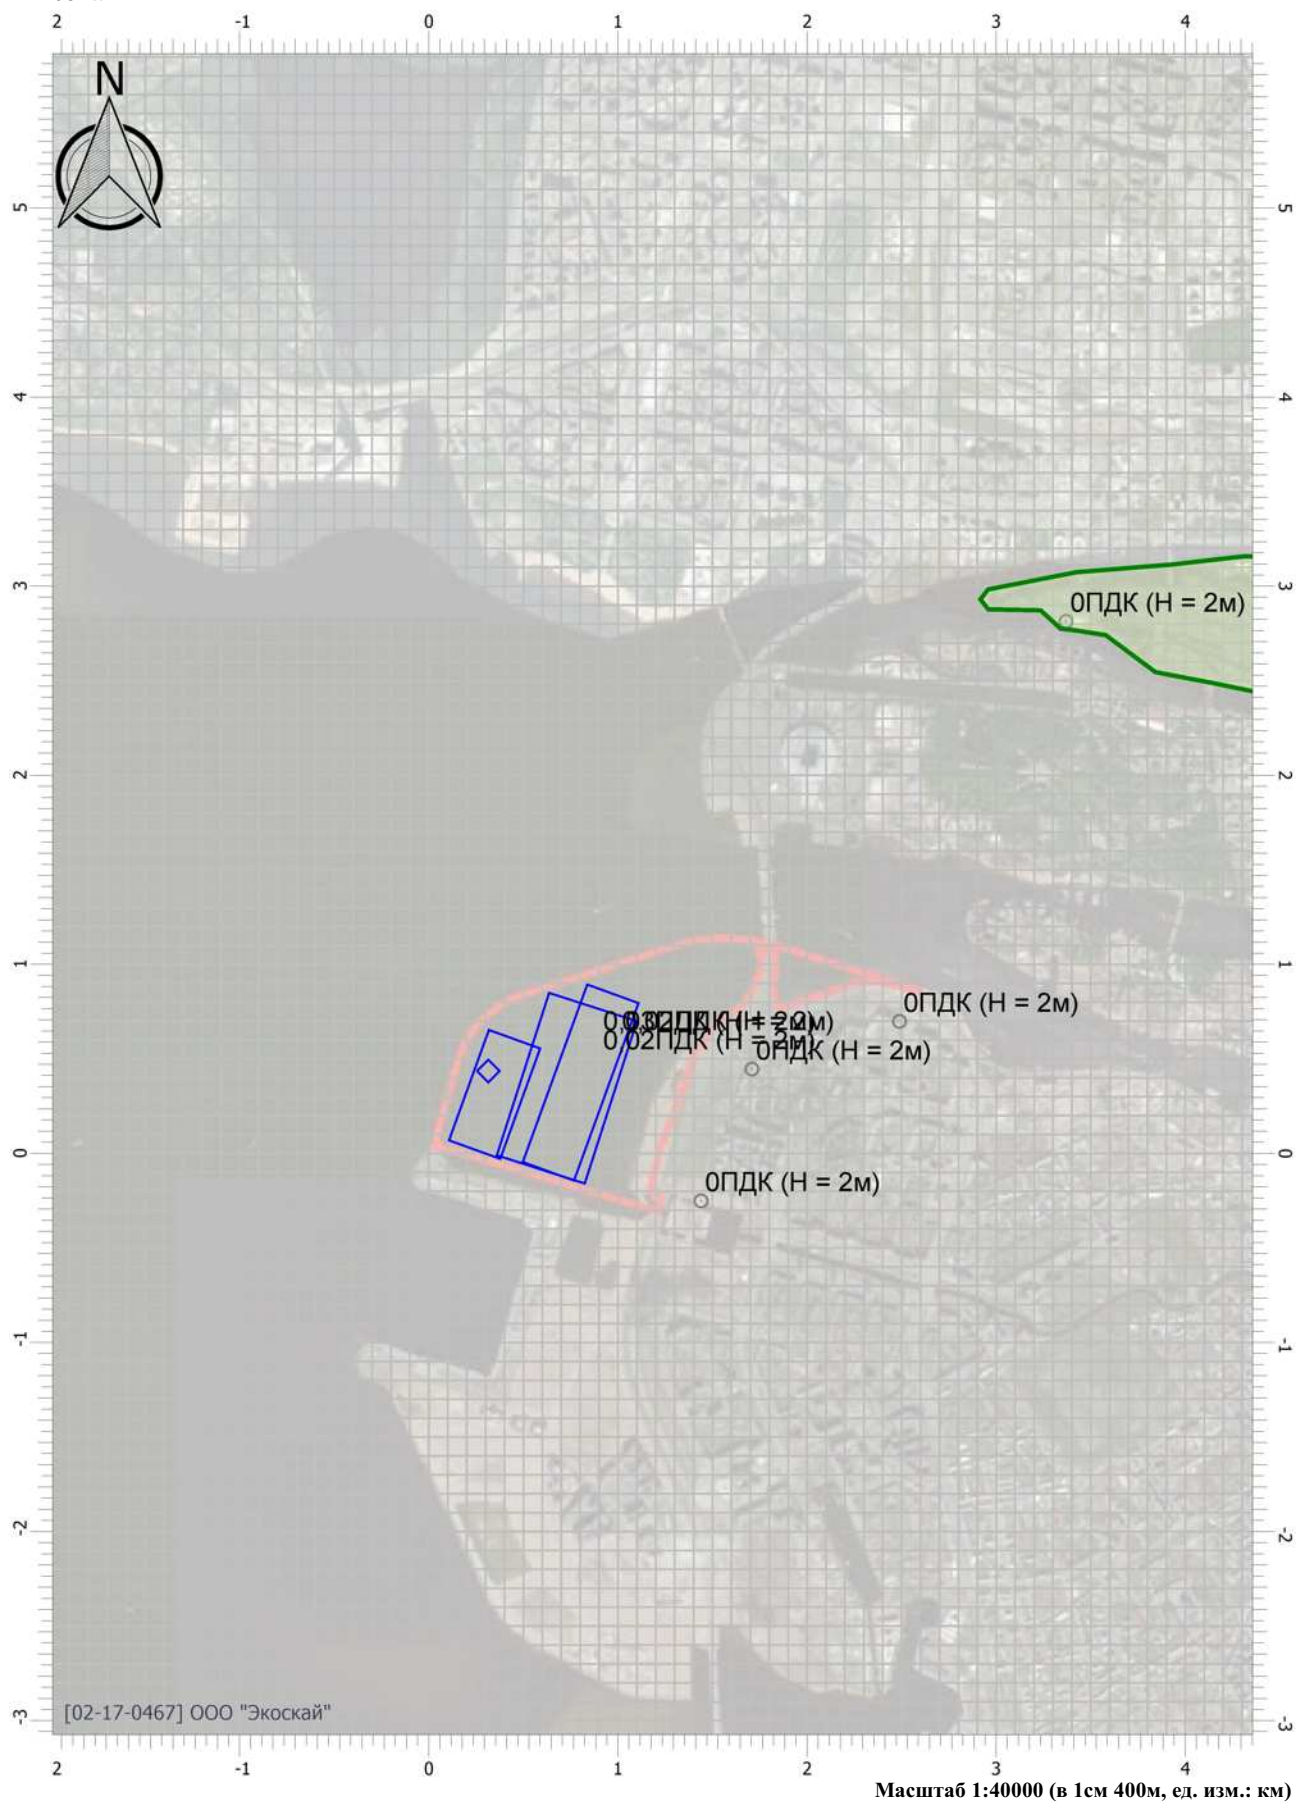 2 -1 0 1 2 3 4
N
5 5
4 4
3 3
0ПДК (Н = 2м)
2 2
1 1
0ПДК (Н = 2м)
0,02ПДК (Н = 2м)
0ПДК (Н = 2м)
0 0
0ПДК (Н = 2м)
-1 -1
-2 -2
-3 -3
[02-17-0467] ООО "Экоскай"
2 -1 0 1 2 3 4
Масштаб 1:40000 (в 1см 400м, ед. изм.: км)